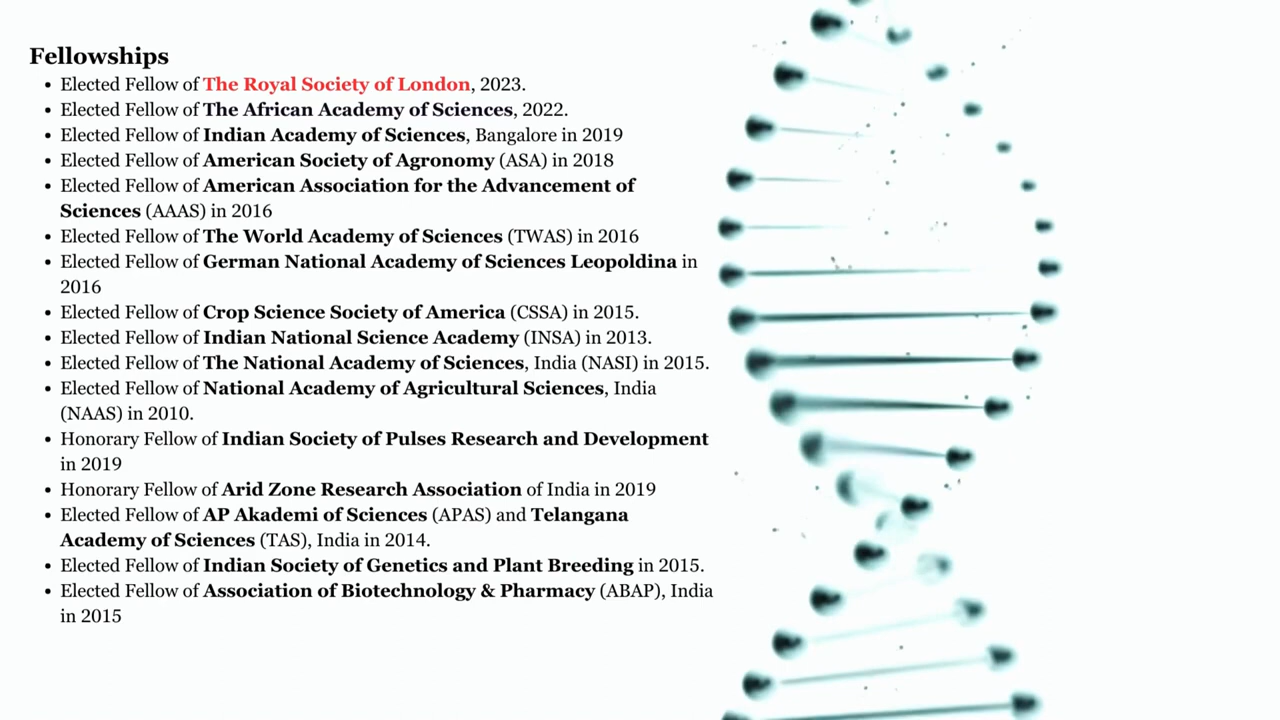 Fellowships
• Elected Fellow of The Royal Society of London, 2023.
• Elected Fellow of The African Academy of Sciences, 2022.
• Elected Fellow of Indian Academy of Sciences, Bangalore in 2019
• Elected Fellow of American Society of Agronomy (ASA) in 2018
• Elected Fellow of American Association for the Advancement of
Sciences (AAAS) in 2016
• Elected Fellow of The World Academy of Sciences (TWAS) in 2016
• Elected Fellow of German National Academy of Sciences Leopoldina in
2016
• Elected Fellow of Crop Science Society of America (CSSA) in 2015.
• Elected Fellow of Indian National Science Academy (INSA) in 2013.
• Elected Fellow of The National Academy of Sciences, India (NASI) in 2015.
• Elected Fellow of National Academy of Agricultural Sciences, India
(NAAS) in 2010.
• Honorary Fellow of Indian Society of Pulses Research and Development
in 2019
• Honorary Fellow of Arid Zone Research Association of India in 2019
• Elected Fellow of AP Akademi of Sciences (APAS) and Telangana
Academy of Sciences (TAS), India in 2014.
• Elected Fellow of Indian Society of Genetics and Plant Breeding in 2015.
• Elected Fellow of Association of Biotechnology & Pharmacy (ABAP), India
in 2015